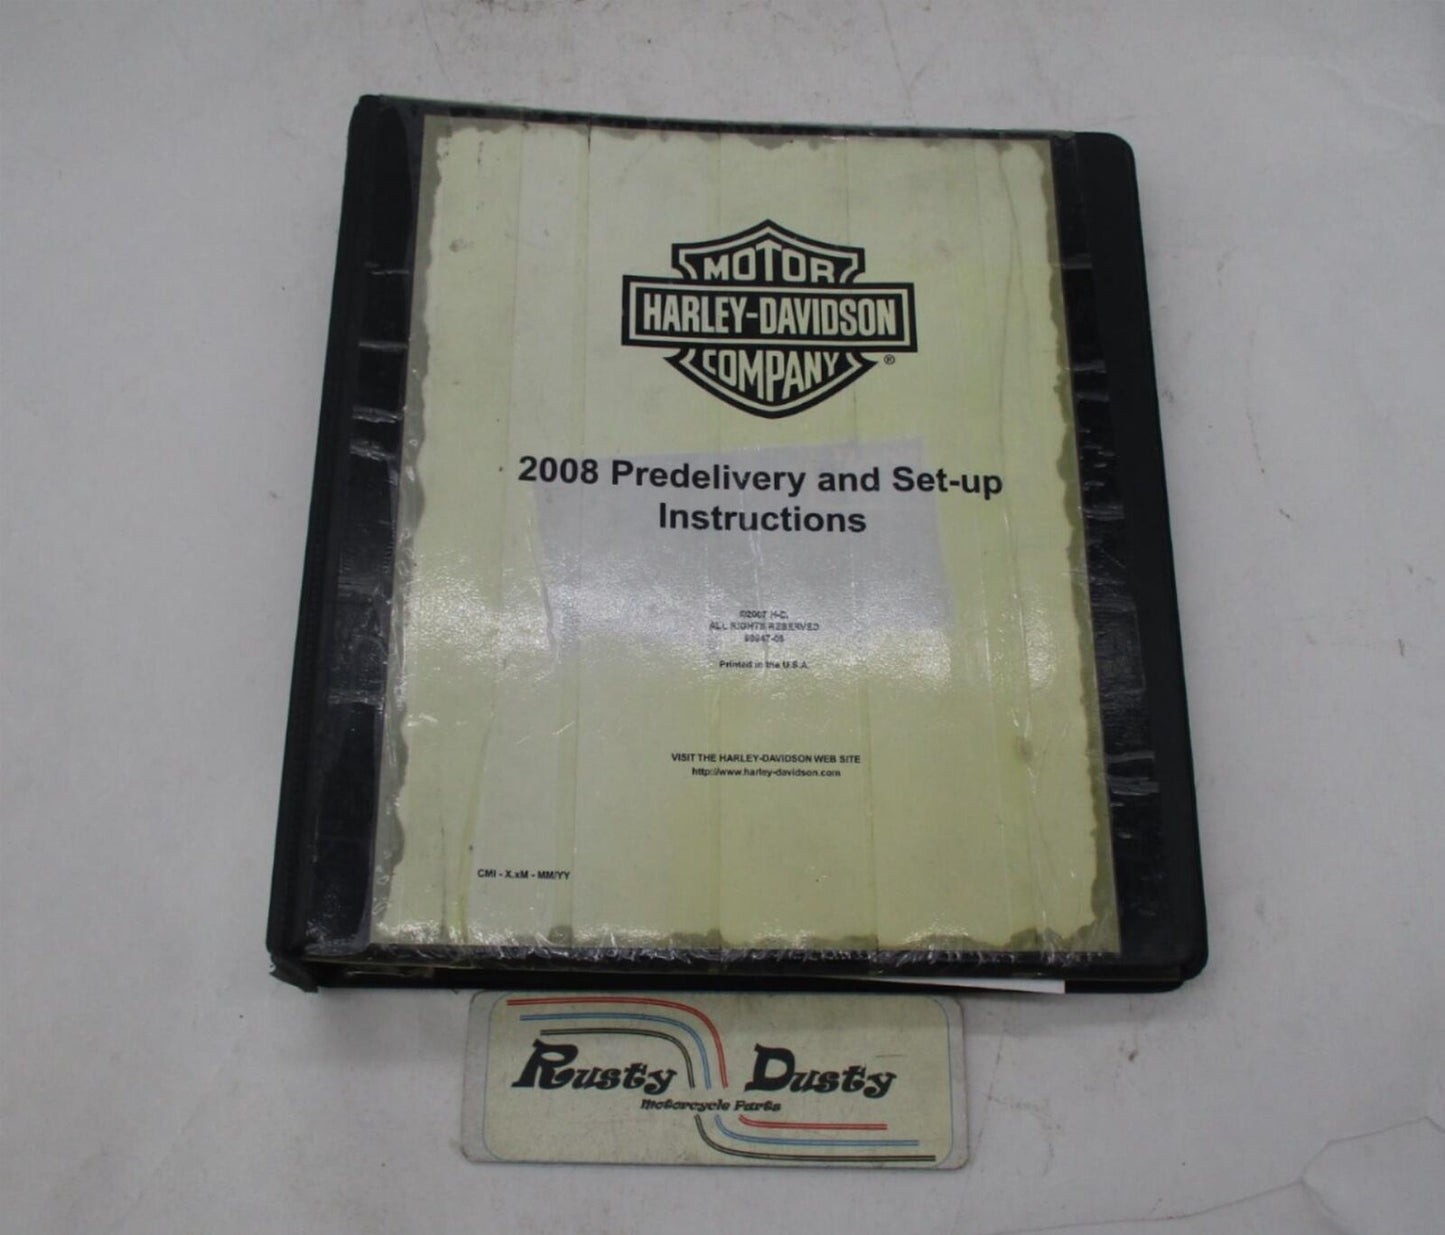 MOTOR
HARLEY-DAVIDSON
COMPANY
®
2008 Predelivery and Set-up
Instructions
©2007 H-D.
ALL RIGHTS RESERVED
Printed in the U.S.A.
VISIT THE HARLEY-DAVIDSON WEB SITE
http://www.harley-davidson.com
CMI - X.xM - MM/YY
Rusty Dusty
Motorcycle Parts